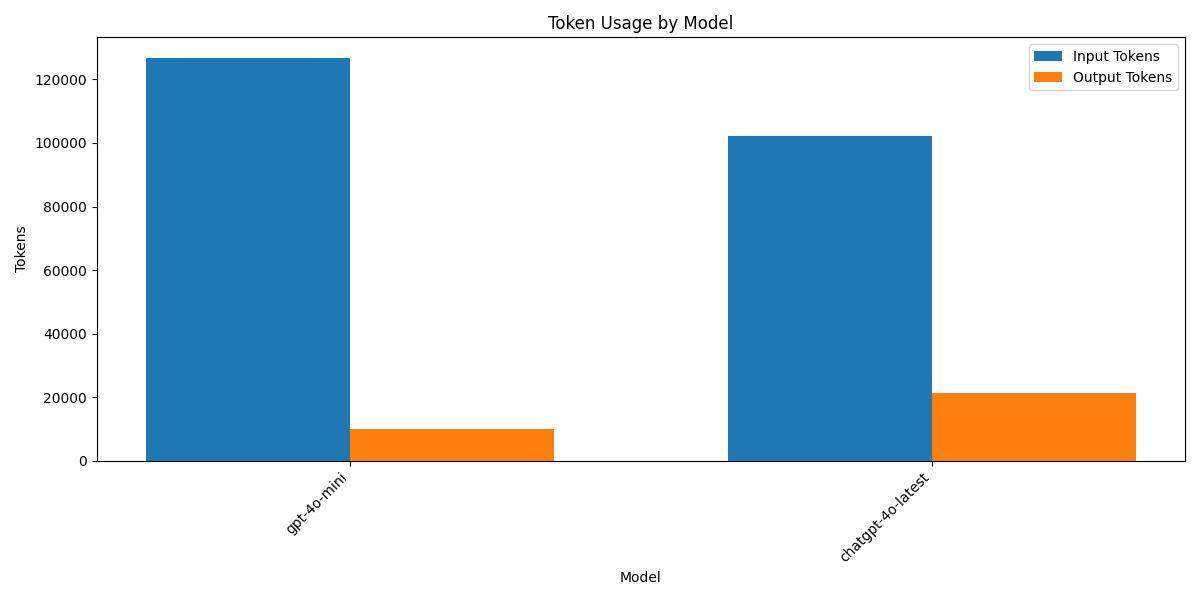 Token Usage by Model
Input Tokens
Output Tokens
120000
100000
80000
60000
40000
20000
0
Tokens
gpt-4o-mini
chatgpt-4o-latest
Model